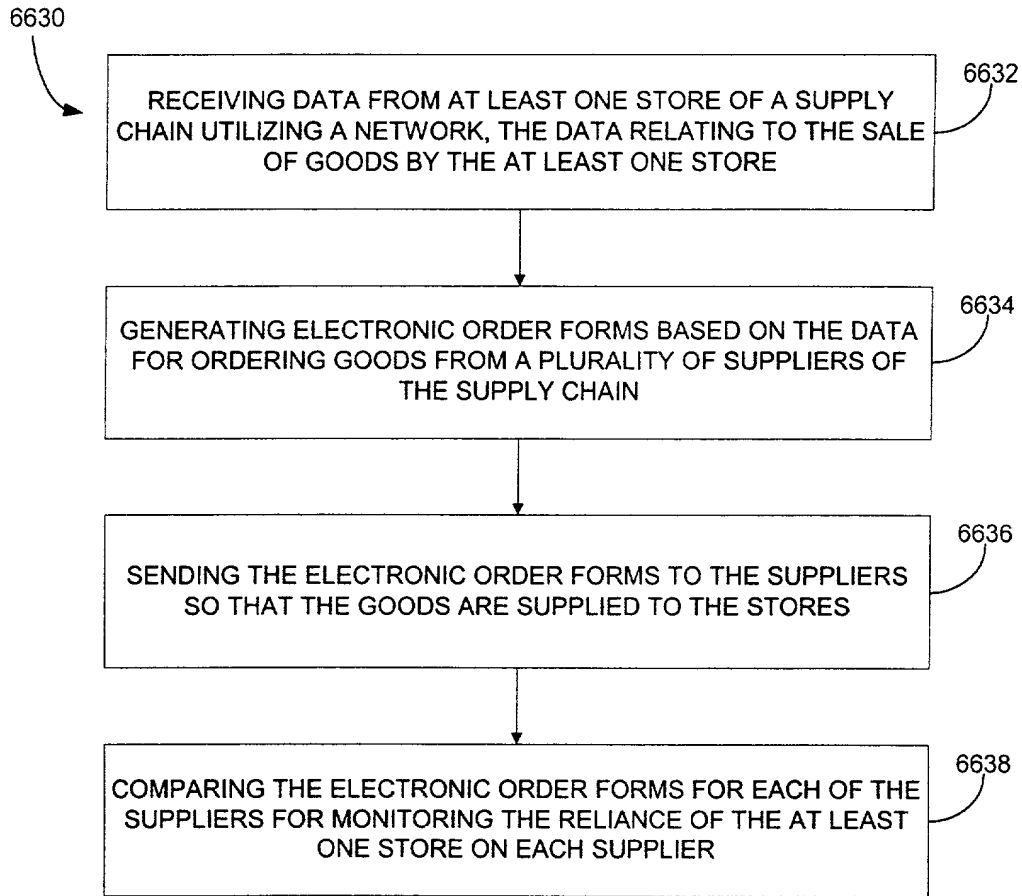 6630
6632
RECEIVING DATA FROM AT LEAST ONE STORE OF A SUPPLY
CHAIN UTILIZING A NETWORK, THE DATA RELATING TO THE SALE
OF GOODS BY THE AT LEAST ONE STORE
6634
GENERATING ELECTRONIC ORDER FORMS BASED ON THE DATA
FOR ORDERING GOODS FROM A PLURALITY OF SUPPLIERS OF
THE SUPPLY CHAIN
6636
SENDING THE ELECTRONIC ORDER FORMS TO THE SUPPLIERS
SO THAT THE GOODS ARE SUPPLIED TO THE STORES
6638
COMPARING THE ELECTRONIC ORDER FORMS FOR EACH OF THE
SUPPLIERS FOR MONITORING THE RELIANCE OF THE AT LEAST
ONE STORE ON EACH SUPPLIER